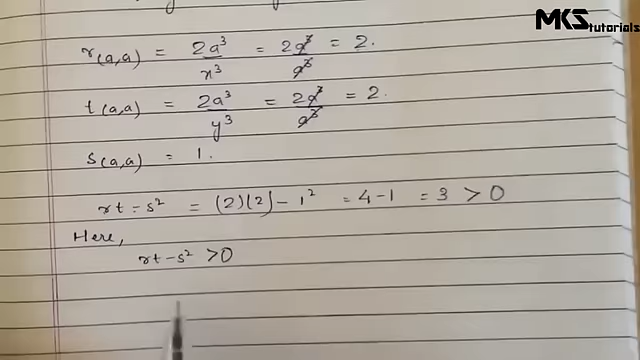 MKS tutorials
r(a,a) = 2a³/x³ = 2a³/a³ = 2.
t(a,a) = 2a³/y³ = 2a³/a³ = 2.
s(a,a) = 1.
rt - s² = (2)(2) - 1² = 4-1 = 3 > 0
Here,
rt - s² > 0